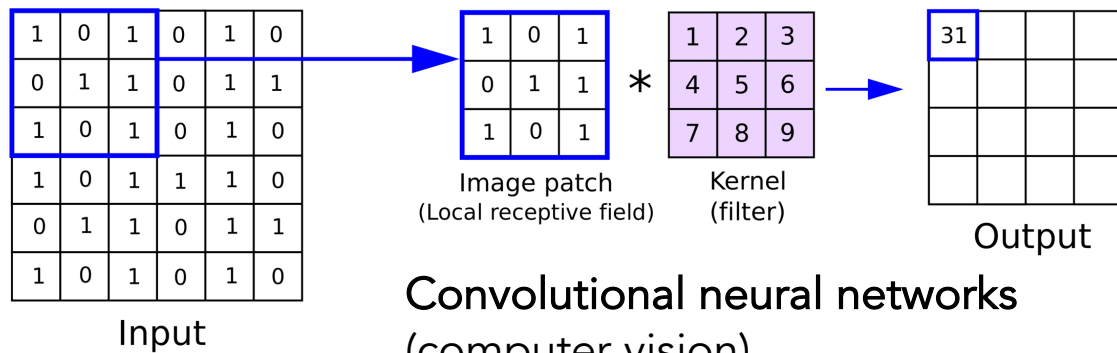 1 0 1 0 1 0
0 1 1 0 1 1
1 0 1 0 1 0
1 0 1 1 1 0
0 1 1 0 1 1
1 0 1 0 1 0
Input
1 0 1
0 1 1
1 0 1
Image patch
(Local receptive field)
*
1 2 3
4 5 6
7 8 9
Kernel
(filter)
31
Output
Convolutional neural networks
(computer vision)